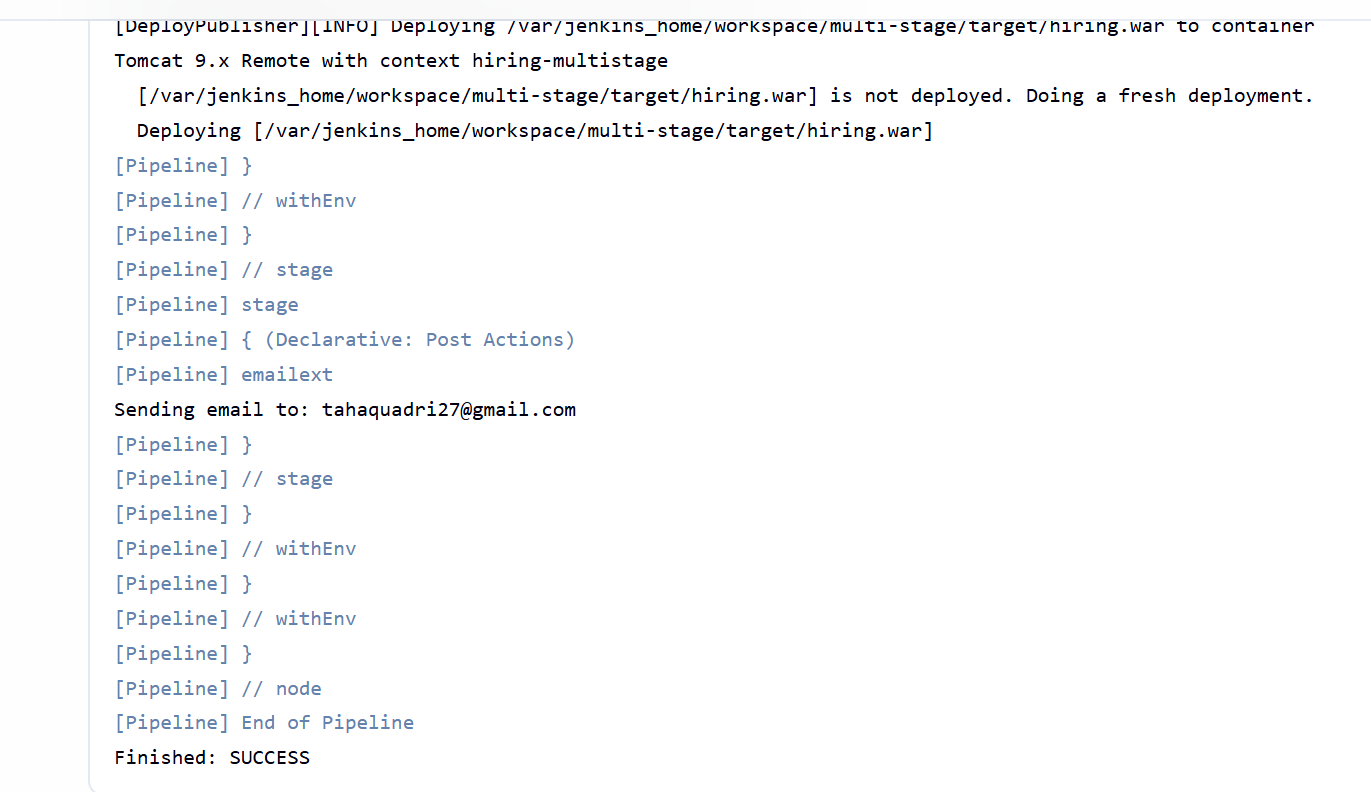 [DeployPublisher][INFO] Deploying /var/jenkins_home/workspace/multi-stage/target/hiring.war to container
Tomcat 9.x Remote with context hiring-multistage
[/var/jenkins_home/workspace/multi-stage/target/hiring.war] is not deployed. Doing a fresh deployment.
Deploying [/var/jenkins_home/workspace/multi-stage/target/hiring.war]
[Pipeline] }
[Pipeline] // withEnv
[Pipeline] }
[Pipeline] // stage
[Pipeline] stage
[Pipeline] { (Declarative: Post Actions)
[Pipeline] emailext
Sending email to: tahaquadri27@gmail.com
[Pipeline] }
[Pipeline] // stage
[Pipeline] }
[Pipeline] // withEnv
[Pipeline] }
[Pipeline] // withEnv
[Pipeline] }
[Pipeline] // node
[Pipeline] End of Pipeline
Finished: SUCCESS